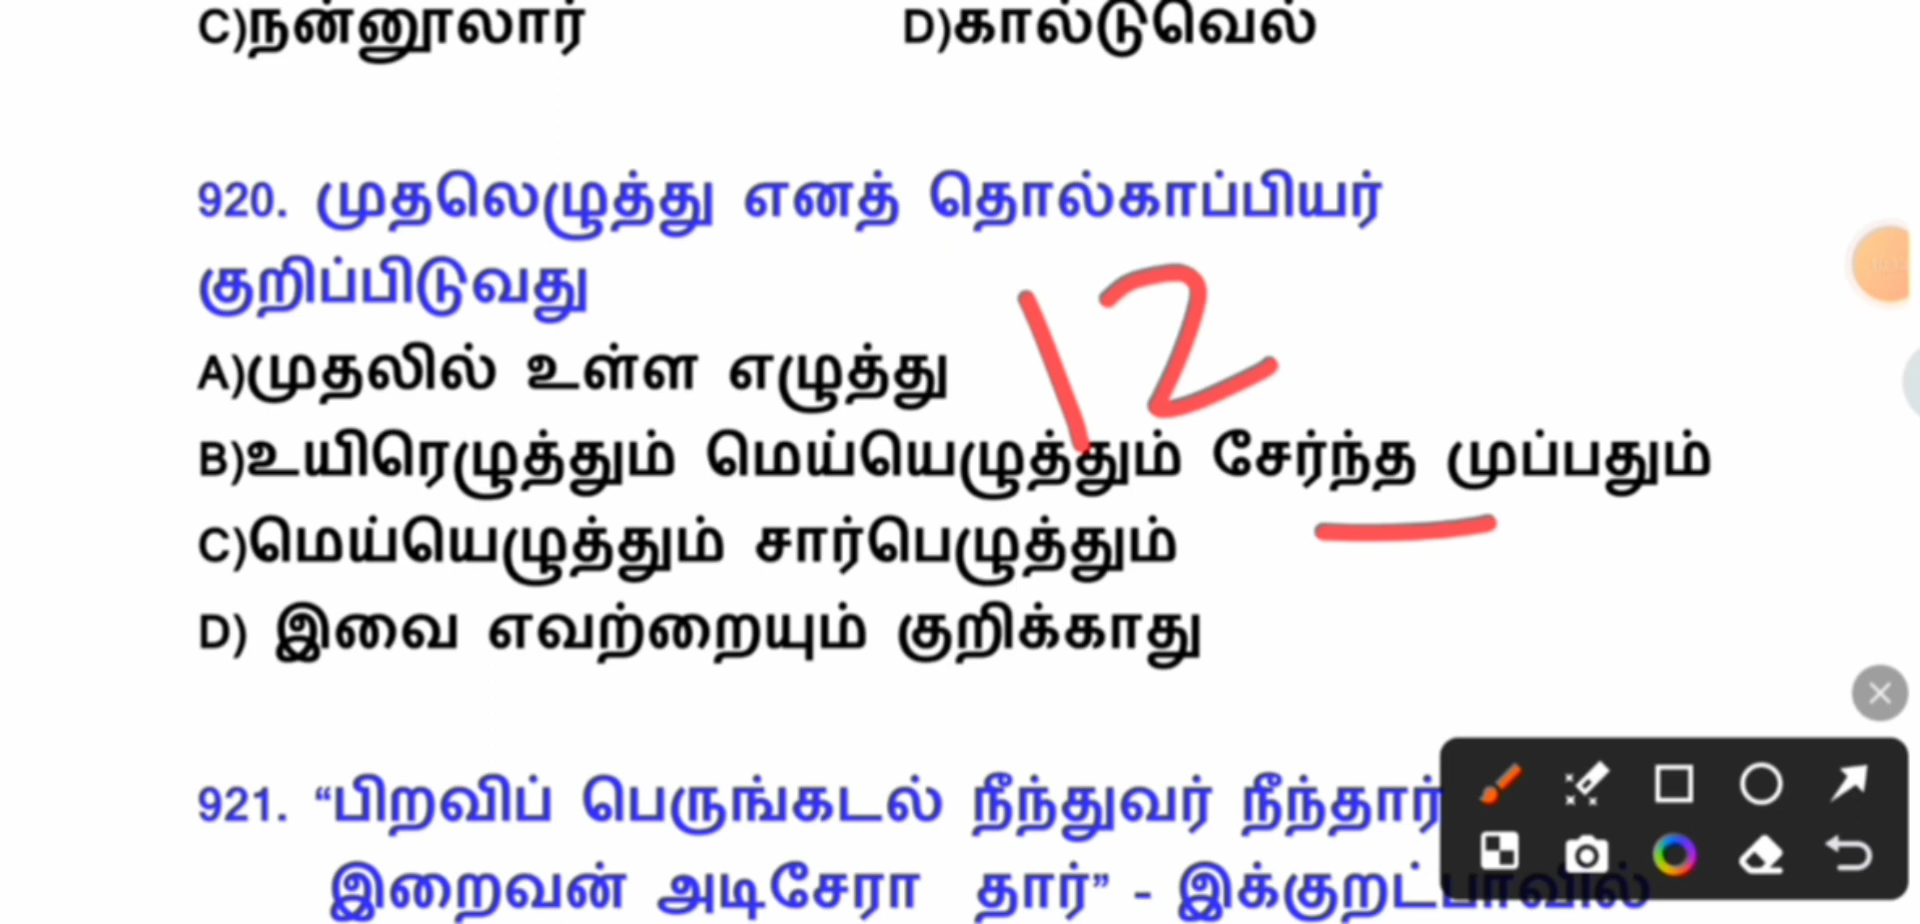 C)நன்னூலார் D)கால்டுவெல்
920. முதலெழுத்து எனத் தொல்காப்பியர்
குறிப்பிடுவது
12
A)முதலில் உள்ள எழுத்து
B)உயிரெழுத்தும் மெய்யெழுத்தும் சேர்ந்த முப்பதும்
C)மெய்யெழுத்தும் சார்பெழுத்தும்
D) இவை எவற்றையும் குறிக்காது
921. “பிறவிப் பெருங்கடல் நீந்துவர் நீந்தார்
இறைவன் அடிசேரா தார்” - இக்குறட்பாவில்